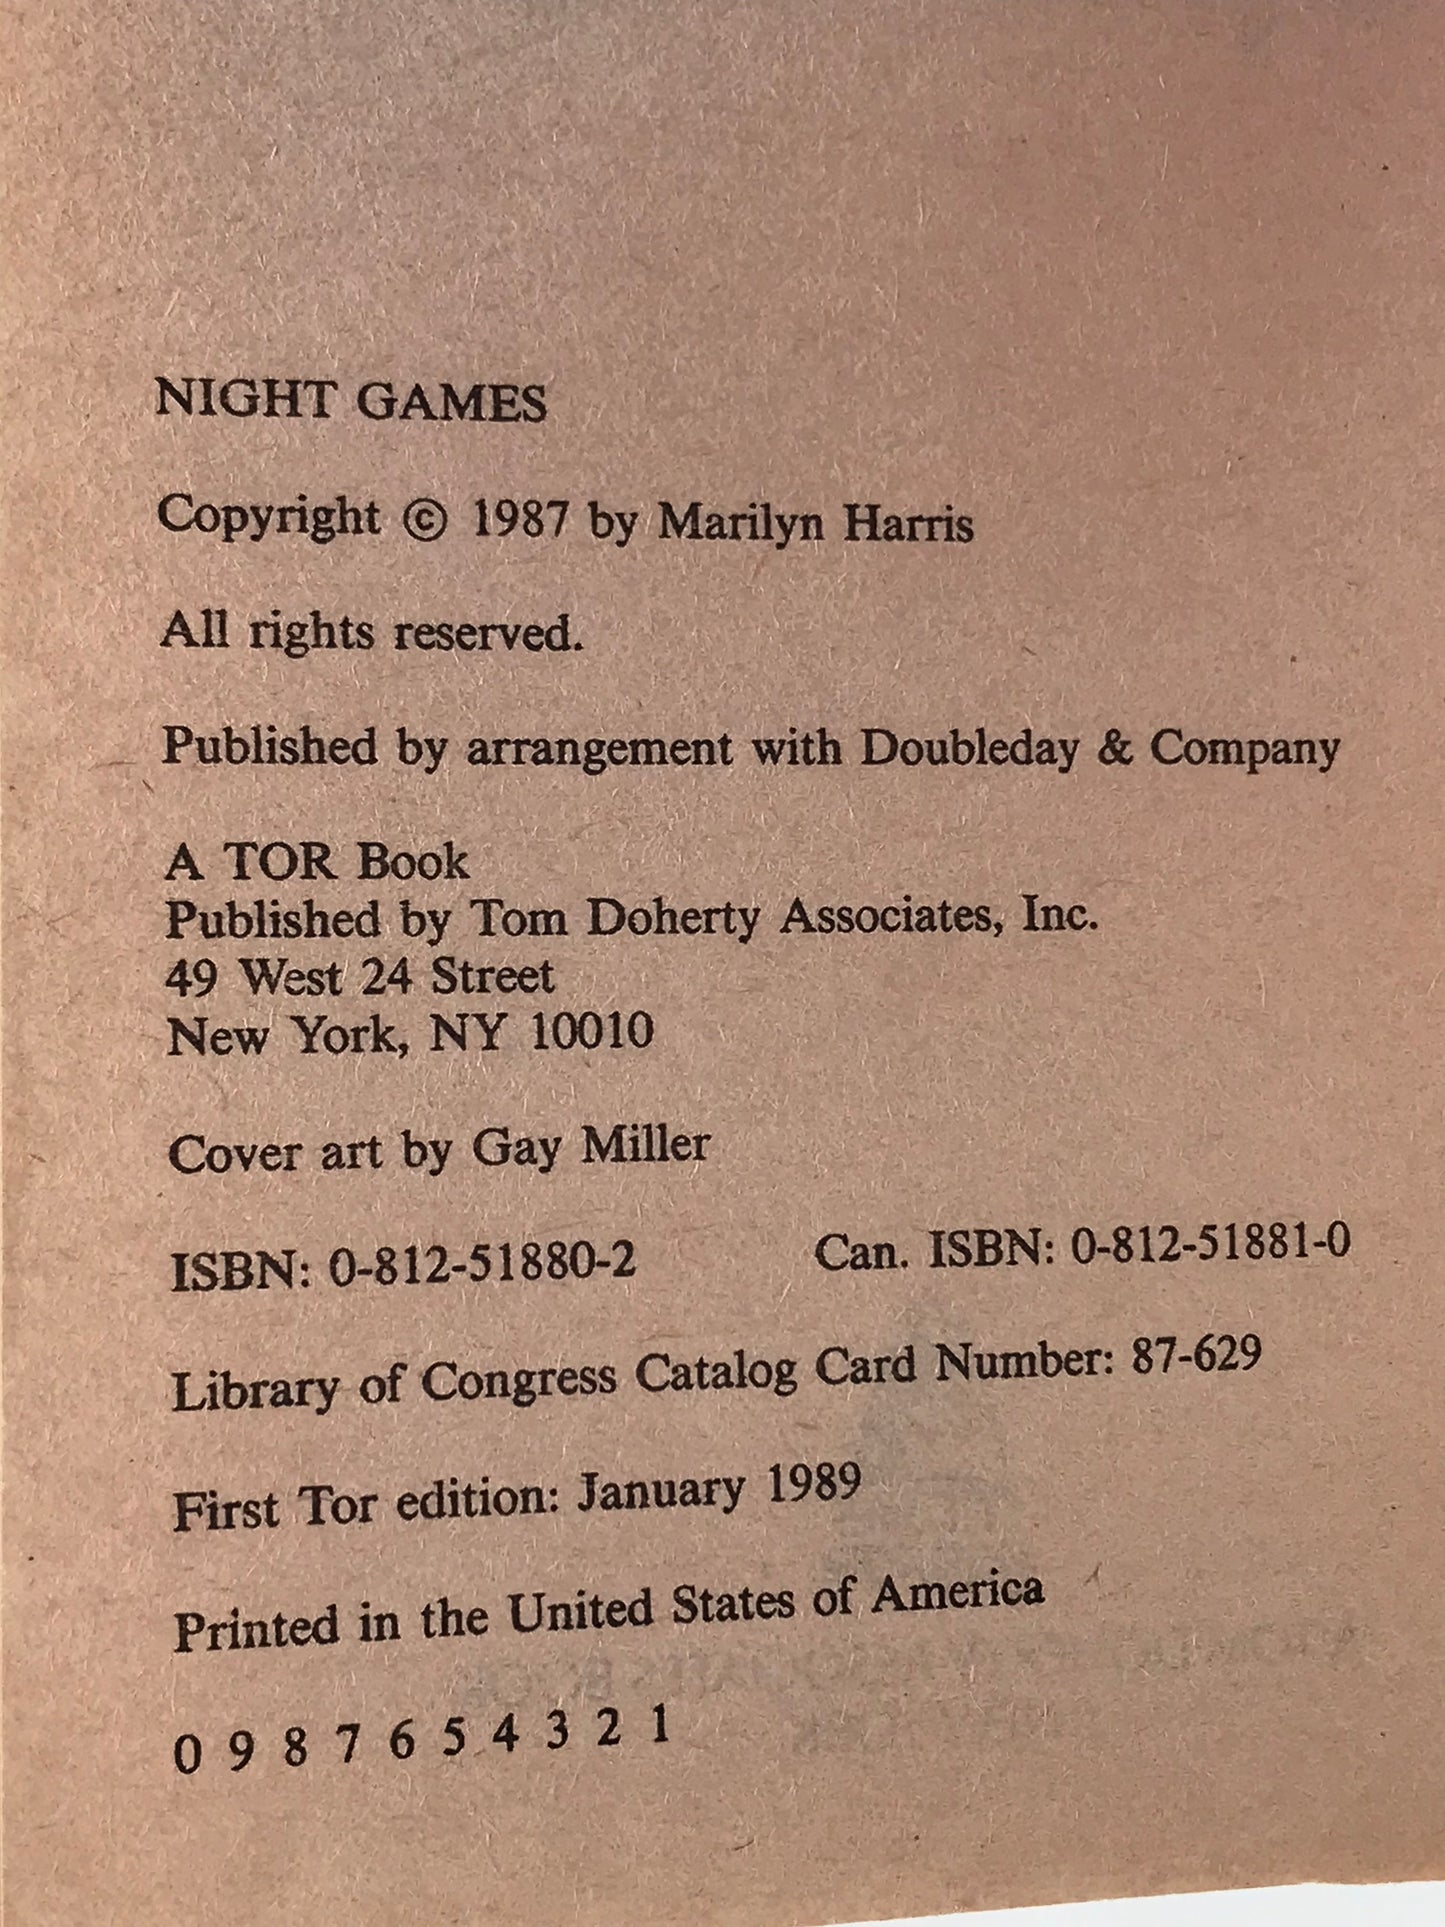 NIGHT GAMES
Copyright © 1987 by Marilyn Harris
All rights reserved.
Published by arrangement with Doubleday & Company
A TOR Book
Published by Tom Doherty Associates, Inc.
49 West 24 Street
New York, NY 10010
Cover art by Gay Miller
ISBN: 0-812-51880-2 Can. ISBN: 0-812-51881-0
Library of Congress Catalog Card Number: 87-629
First Tor edition: January 1989
Printed in the United States of America
0 9 8 7 6 5 4 3 2 1